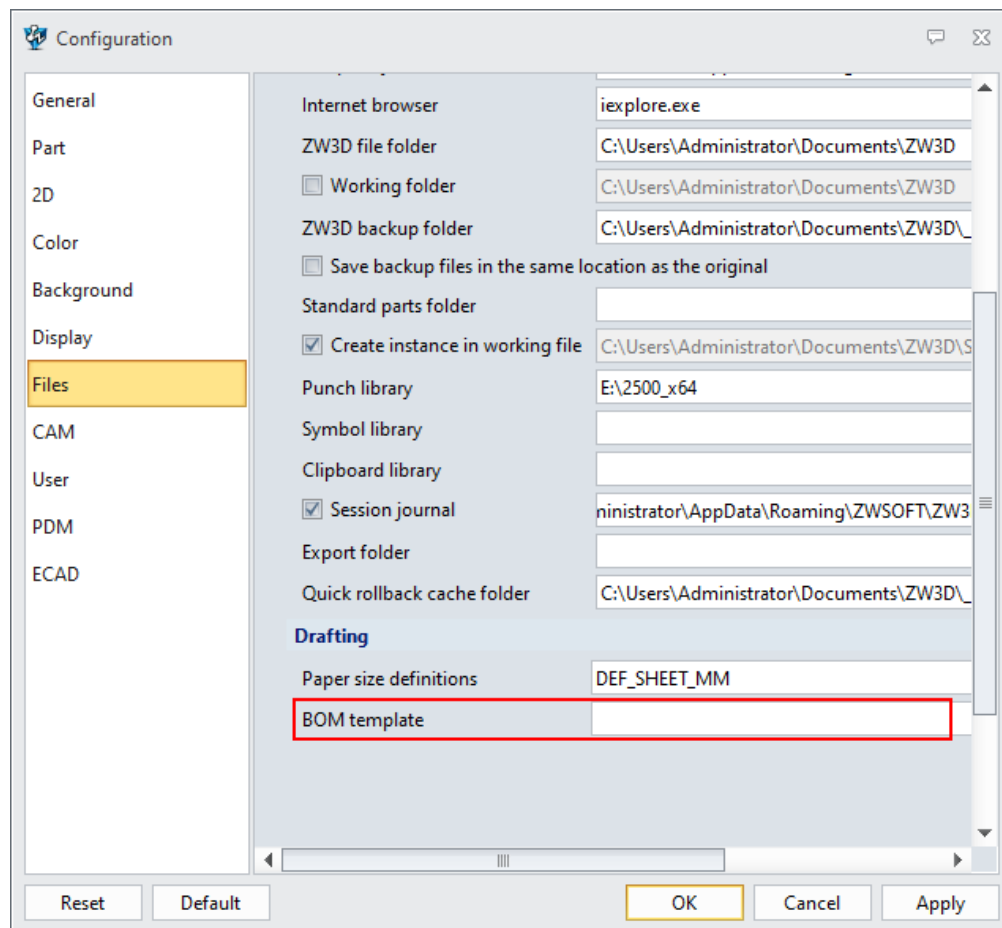 Configuration
General
Part
2D
Color
Background
Display
Files
CAM
User
PDM
ECAD
Internet browser iexplore.exe
ZW3D file folder C:\Users\Administrator\Documents\ZW3D
Working folder C:\Users\Administrator\Documents\ZW3D
ZW3D backup folder C:\Users\Administrator\Documents\ZW3D\_
Save backup files in the same location as the original
Standard parts folder
Create instance in working file C:\Users\Administrator\Documents\ZW3D\S
Punch library E:\2500_x64
Symbol library
Clipboard library
Session journal ninistrator\AppData\Roaming\ZWSOFT\ZW3
Export folder
Quick rollback cache folder C:\Users\Administrator\Documents\ZW3D\_
Drafting
Paper size definitions DEF_SHEET_MM
BOM template
Reset Default OK Cancel Apply